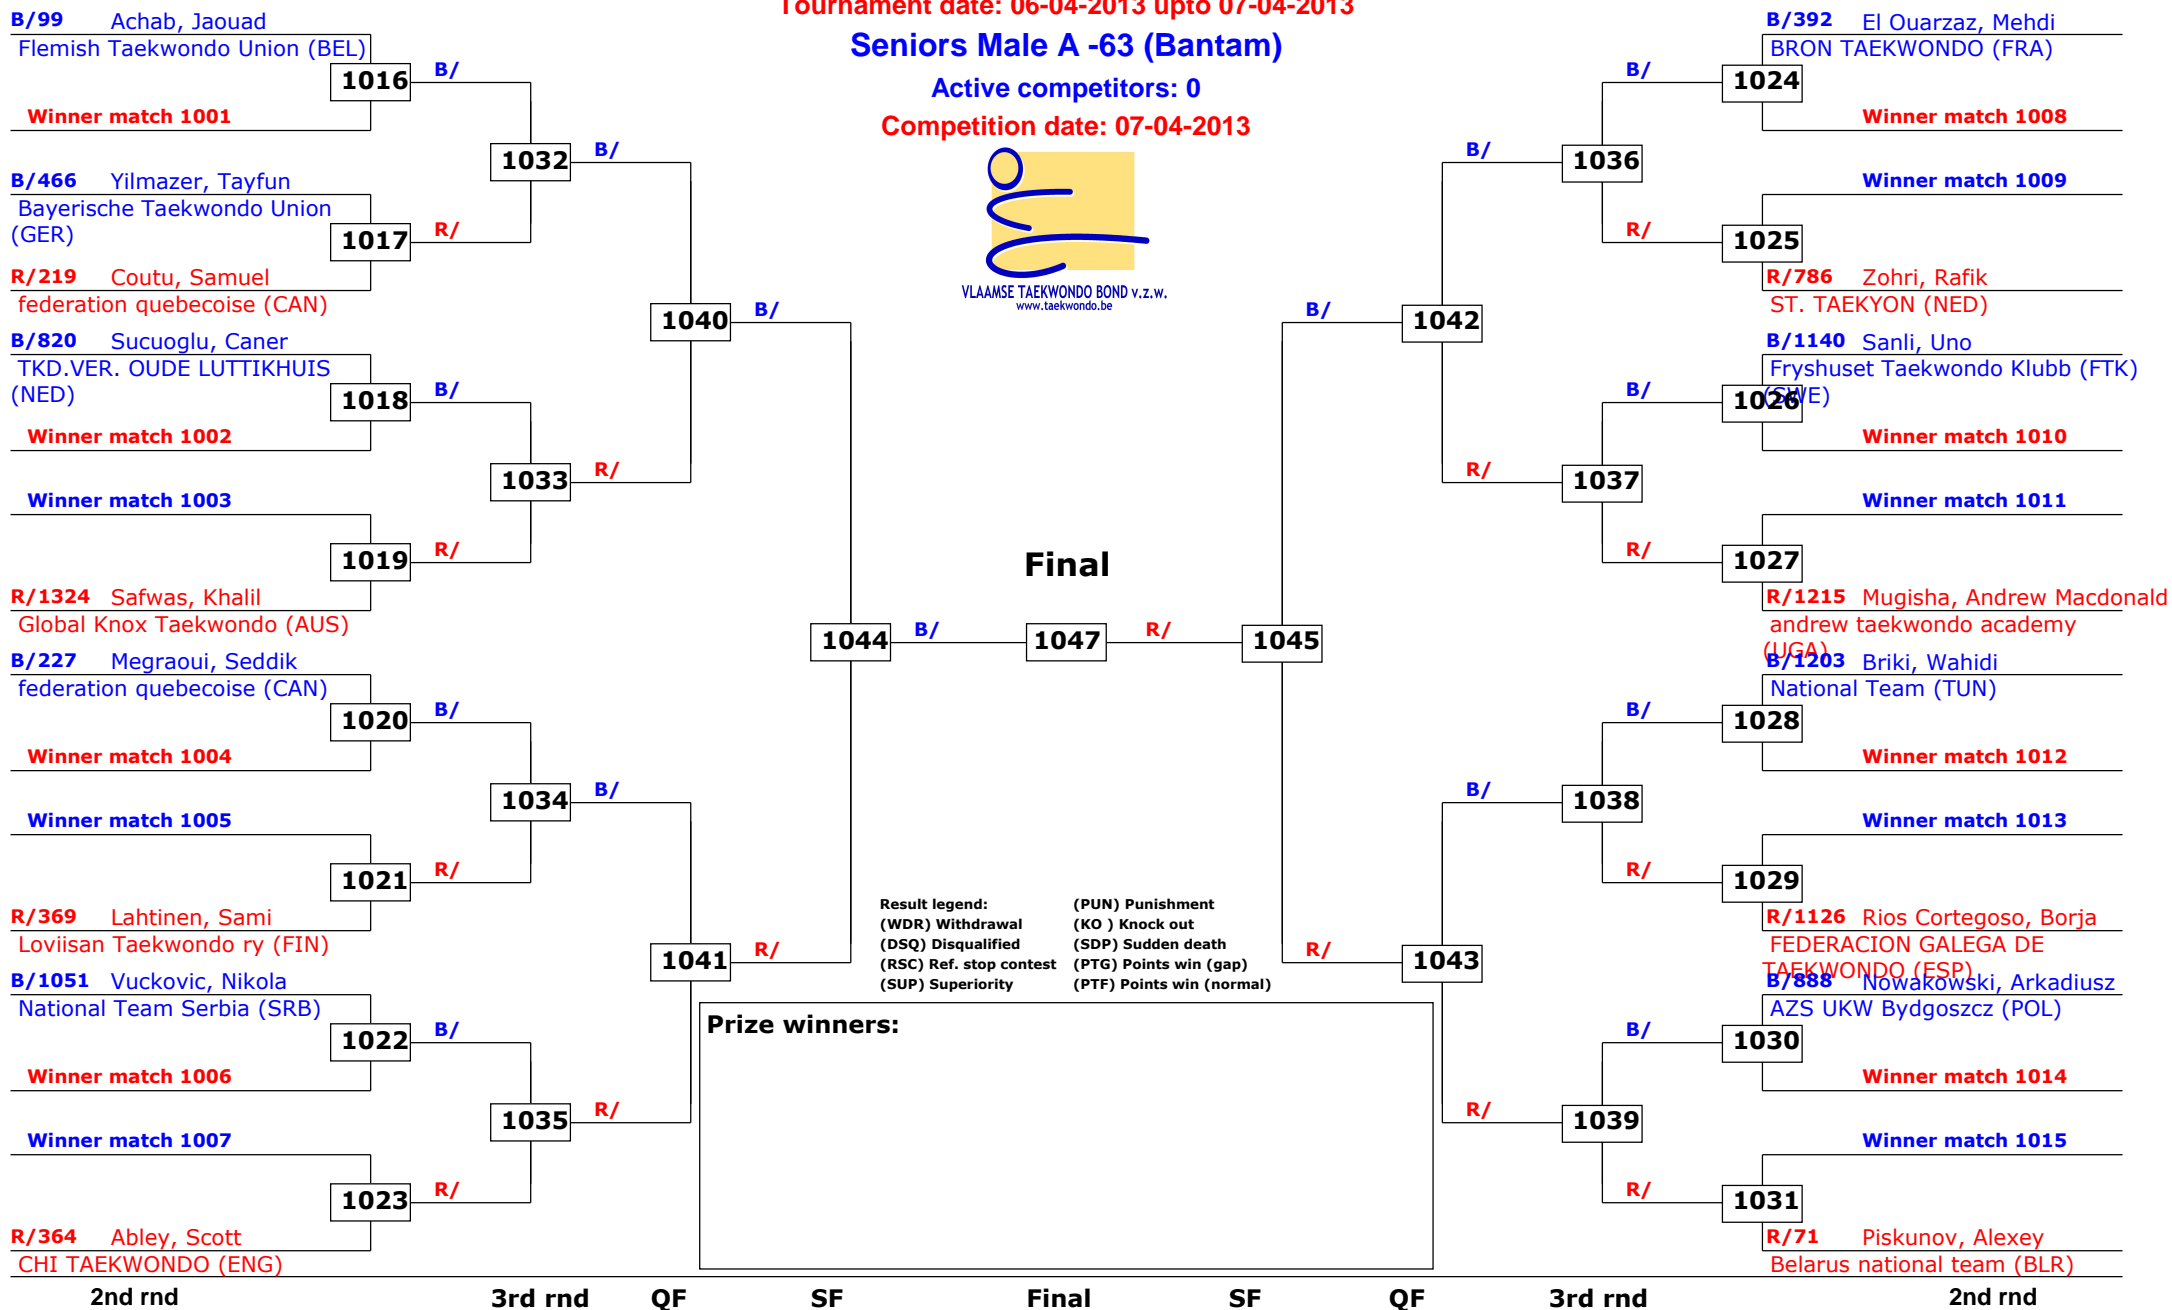 Tournament date: 06-04-2013 upto 07-04-2013
Seniors Male A -63 (Bantam)
Active competitors: 0
Competition date: 07-04-2013
VLAAMSE TAEKWONDO BOND v.z.w.
www.taekwondo.be
B/99 Achab, Jaouad
Flemish Taekwondo Union (BEL)
1016
B/
Winner match 1001
1032
B/
B/466 Yilmazer, Tayfun
Bayerische Taekwondo Union
(GER)
1017
R/
R/219 Coutu, Samuel
federation quebecoise (CAN)
1040
B/
B/820 Sucuoglu, Caner
TKD.VER. OUDE LUTTIKHUIS
(NED)
1018
B/
Winner match 1002
1033
R/
Winner match 1003
1019
R/
R/1324 Safwas, Khalil
Global Knox Taekwondo (AUS)
1044
B/
B/227 Megraoui, Seddik
federation quebecoise (CAN)
1020
B/
Winner match 1004
1034
B/
Winner match 1005
1021
R/
R/369 Lahtinen, Sami
Loviisan Taekwondo ry (FIN)
1041
R/
B/1051 Vuckovic, Nikola
National Team Serbia (SRB)
1022
B/
Winner match 1006
1035
R/
Winner match 1007
1023
R/
R/364 Abley, Scott
CHI TAEKWONDO (ENG)
Final
1047
R/
1045
B/392 El Ouarzaz, Mehdi
BRON TAEKWONDO (FRA)
B/
1024
Winner match 1008
B/
1036
Winner match 1009
R/
1025
R/786 Zohri, Rafik
ST. TAEKYON (NED)
B/
1042
B/1140 Sanli, Uno
Fryshuset Taekwondo Klubb (FTK)
(SWE)
B/
1026
Winner match 1010
R/
1037
Winner match 1011
R/
1027
R/1215 Mugisha, Andrew Macdonald
andrew taekwondo academy
(UGA)
B/1203 Briki, Wahidi
National Team (TUN)
B/
1028
Winner match 1012
B/
1038
Winner match 1013
R/
1029
R/1126 Rios Cortegoso, Borja
FEDERACION GALEGA DE
TAEKWONDO (ESP)
R/
1043
B/888 Nowakowski, Arkadiusz
AZS UKW Bydgoszcz (POL)
B/
1030
Winner match 1014
R/
1039
Winner match 1015
R/
1031
R/71 Piskunov, Alexey
Belarus national team (BLR)
Result legend: (PUN) Punishment
(WDR) Withdrawal (KO ) Knock out
(DSQ) Disqualified (SDP) Sudden death
(RSC) Ref. stop contest (PTG) Points win (gap)
(SUP) Superiority (PTF) Points win (normal)
Prize winners:
2nd rnd 3rd rnd QF SF Final SF QF 3rd rnd 2nd rnd